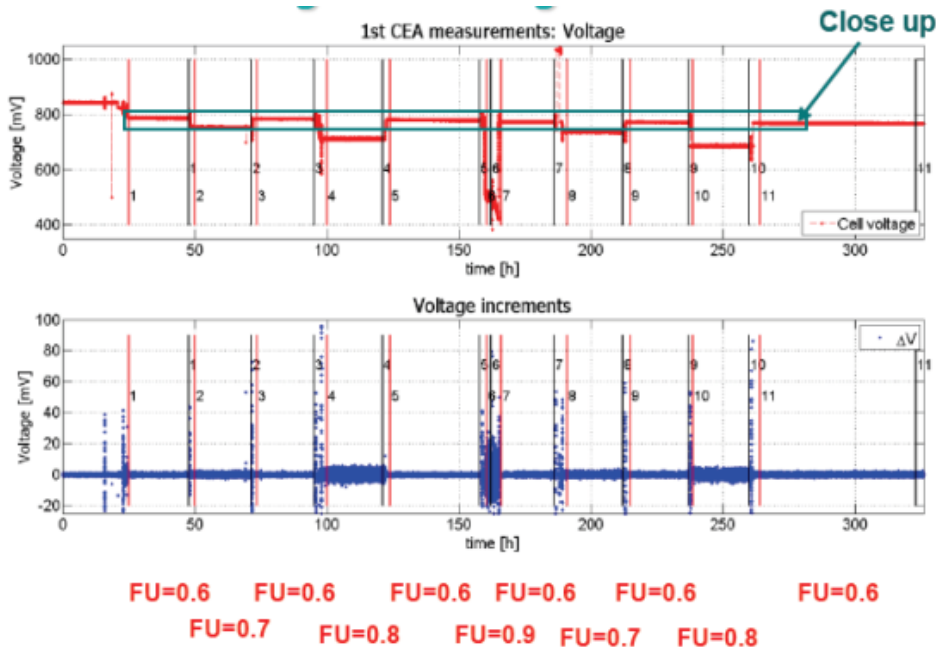 Close up
1st CEA measurements: Voltage
Voltage [mV]
1000
800
600
400
1 2 3 4 5 6 7 8 9 10 11
1 2 3 4 5 6 7 8 9 10 11
Cell voltage
0 50 100 150 200 250 300
time [h]
Voltage increments
Voltage [mV]
100
80
60
40
20
0
-20
ΔV
1 2 3 4 5 6 7 8 9 10 11
1 2 3 4 5 6 7 8 9 10 11
0 50 100 150 200 250 300
time [h]
FU=0.6 FU=0.6 FU=0.6 FU=0.6 FU=0.6 FU=0.6
FU=0.7 FU=0.8 FU=0.9 FU=0.7 FU=0.8